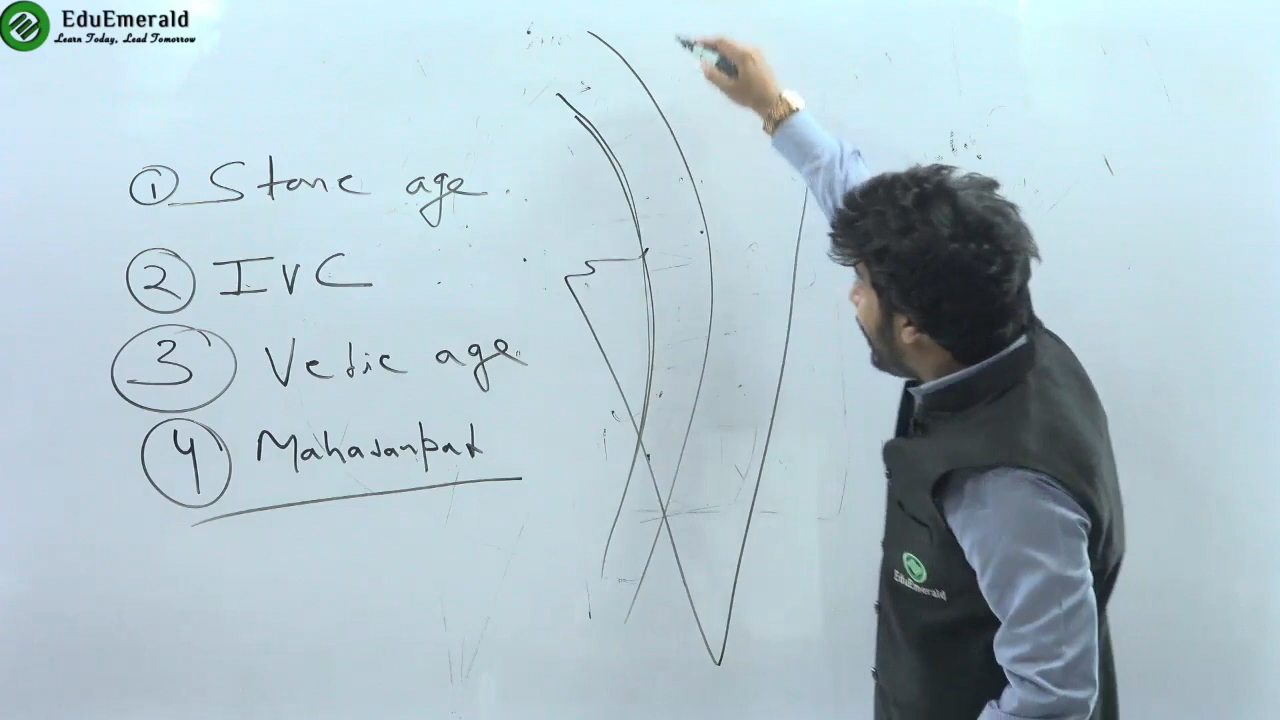 EduEmerald
Learn Today, Lead Tomorrow
1 Stone age
2 IVC
3 Vedic age
4 Mahajanpad
EduEmerald